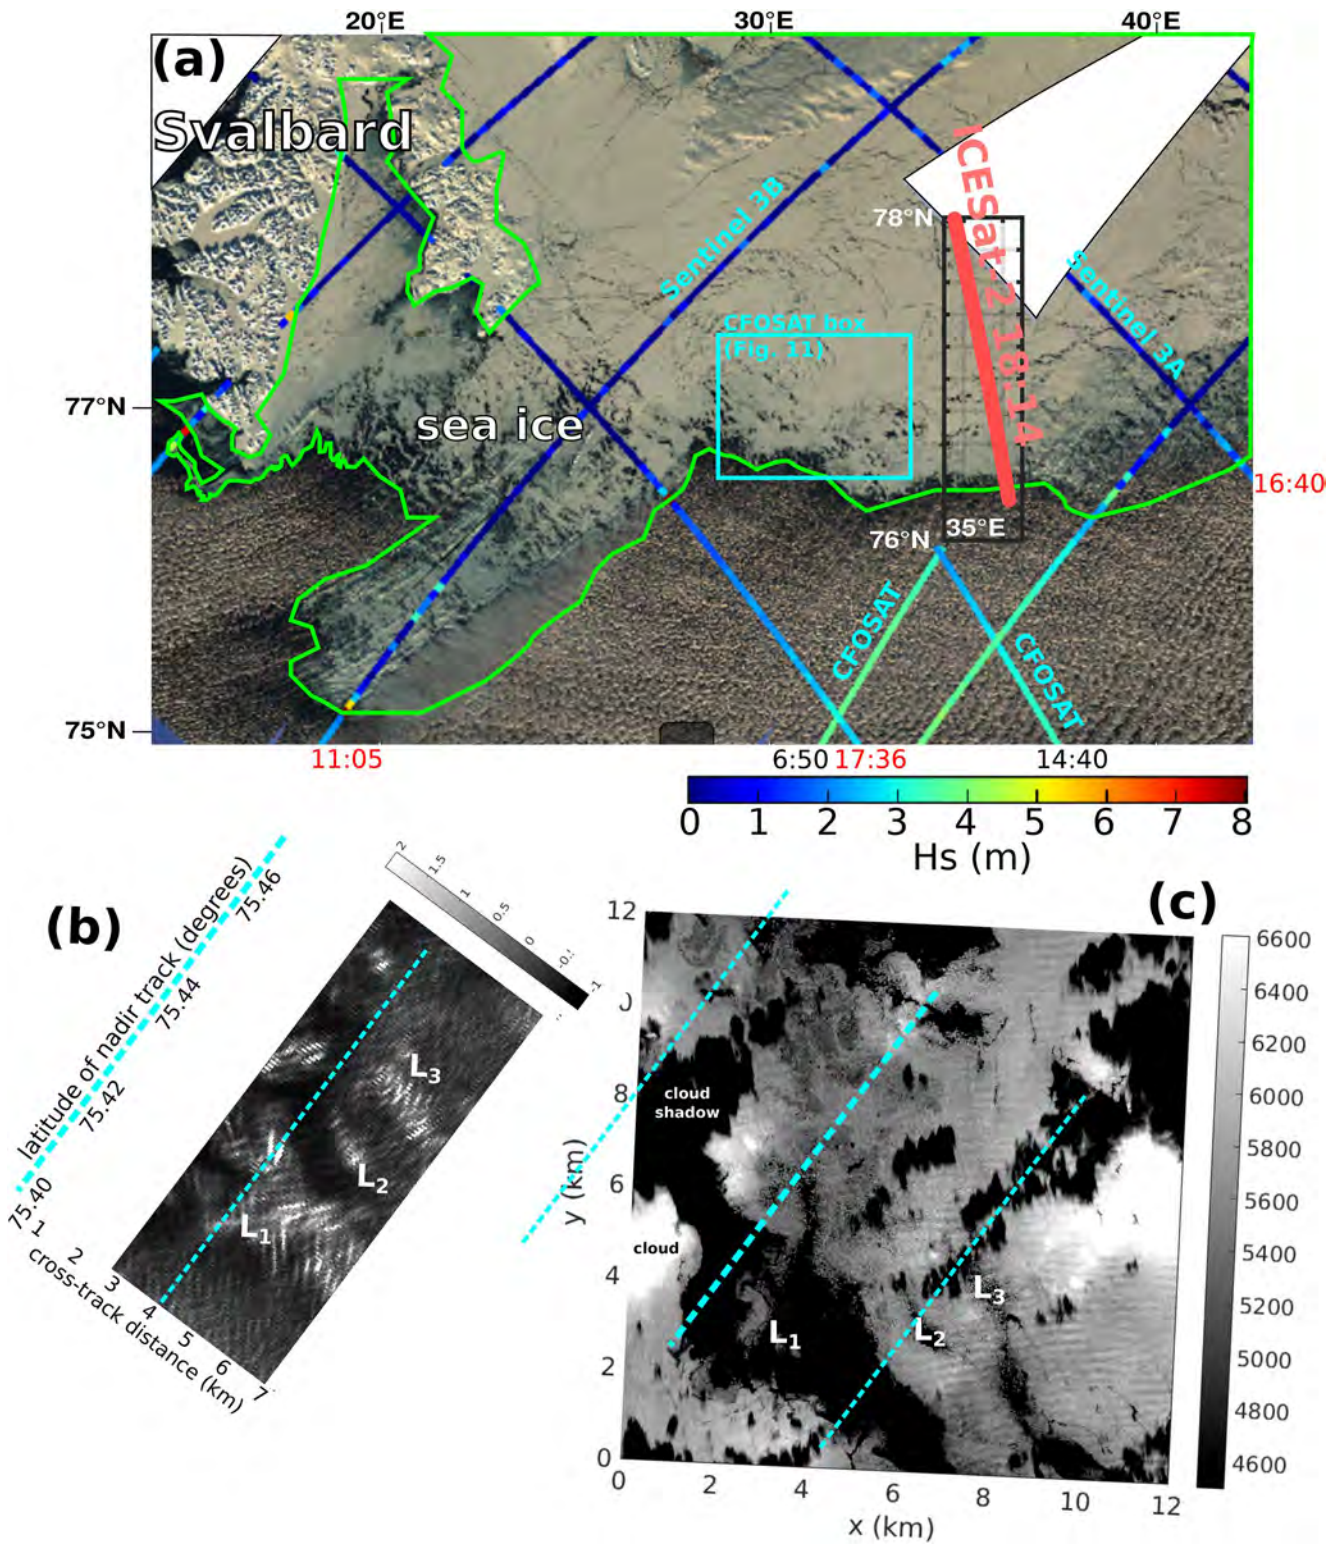 20°E
30°E
40°E
(a)
Svalbard
Sentinel 3B
ICESat-2 18:14
78°N
Sentinel 3A
CFOSAT box
(Fig. 11)
77°N
sea ice
16:40
76°N
35°E
CFOSAT
CFOSAT
75°N
11:05
6:50
17:36
14:40
0 1 2 3 4 5 6 7 8
Hs (m)
(b)
latitude of nadir track (degrees)
75.46
75.44
75.42
75.40
2
1.5
1
0.5
0
-1
L3
L2
L1
1
2
3
4
5
6
7
cross-track distance (km)
(c)
12
8
6
4
2
0
y (km)
cloud
shadow
cloud
L1
L2
L3
0 2 4 6 8 10 12
x (km)
6600
6400
6200
6000
5800
5600
5400
5200
5000
4800
4600